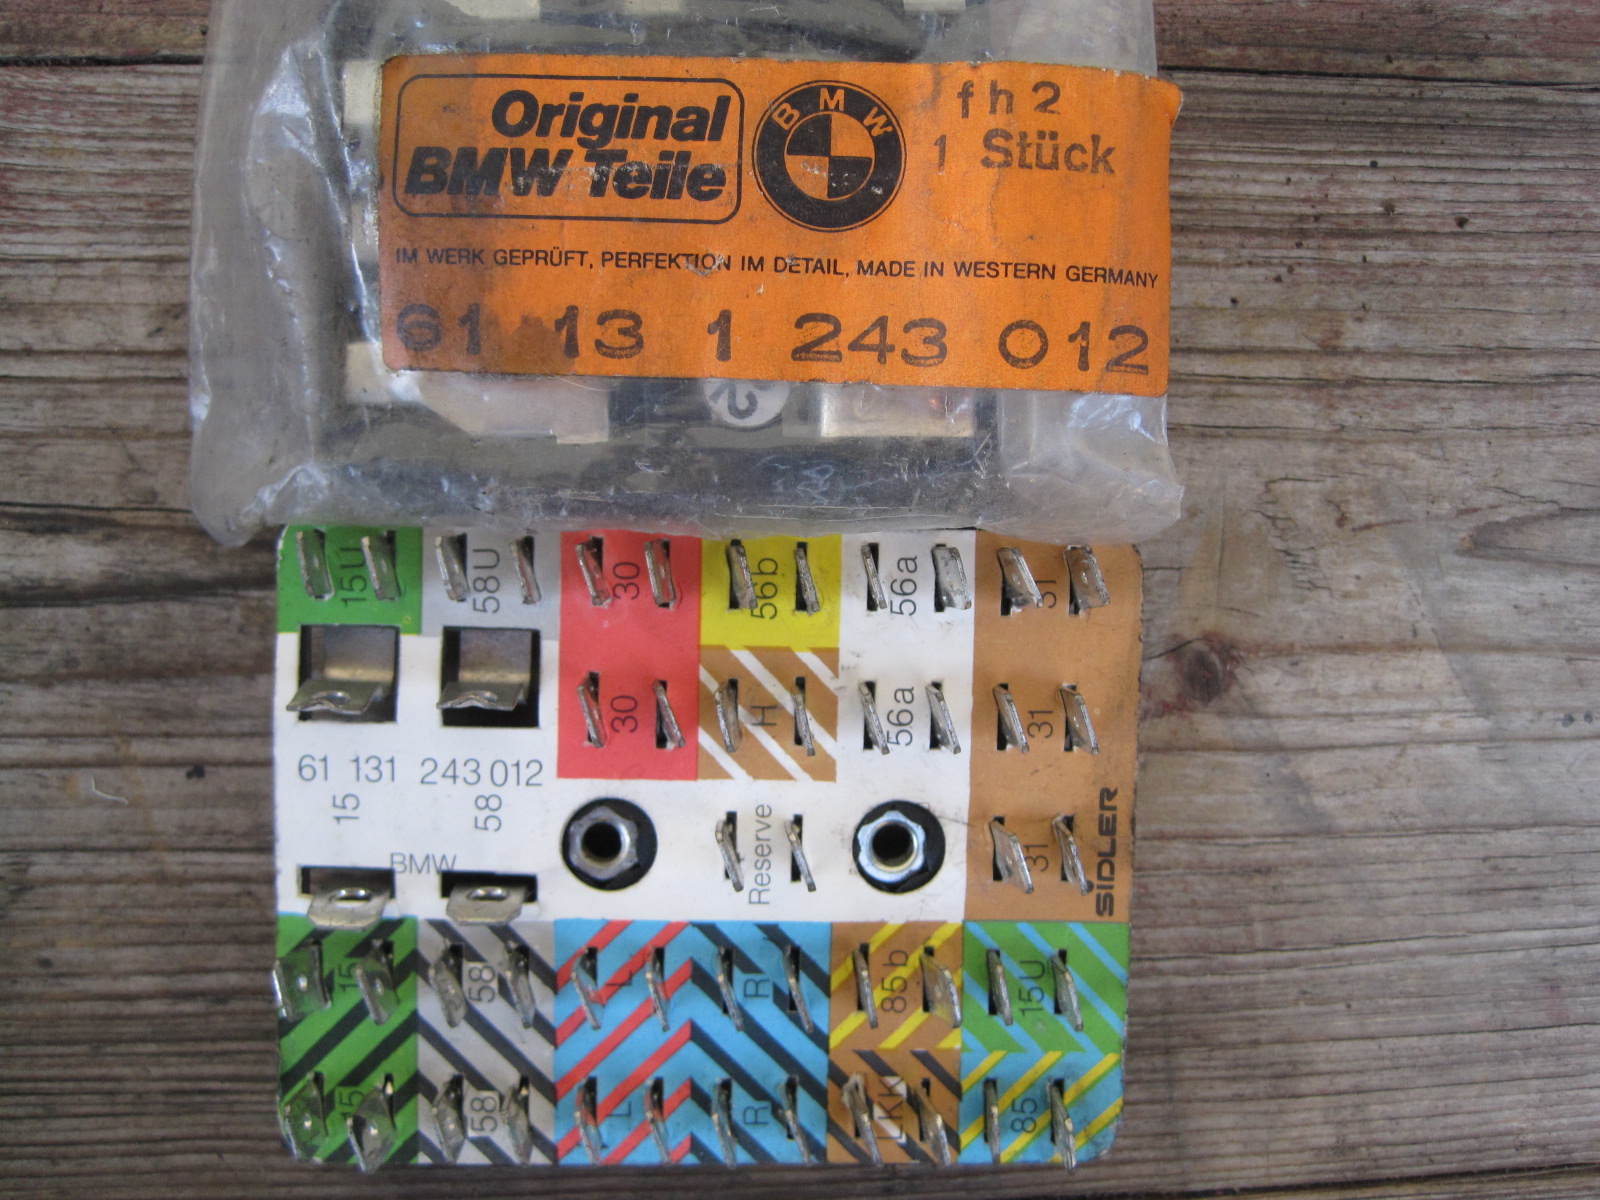 Original
BMW Teile
BMW
fh2
1 Stück
IM WERK GEPRÜFT, PERFEKTION IM DETAIL, MADE IN WESTERN GERMANY
61 13 1 243 012
2
15U
58U
30
56b
56a
31
30
H
56a
31
61 131 243 012
15
58
Reserve
31
SiDLER
BMW
15
58
L
R
85b
15U
15
58
L
R
LKK
85